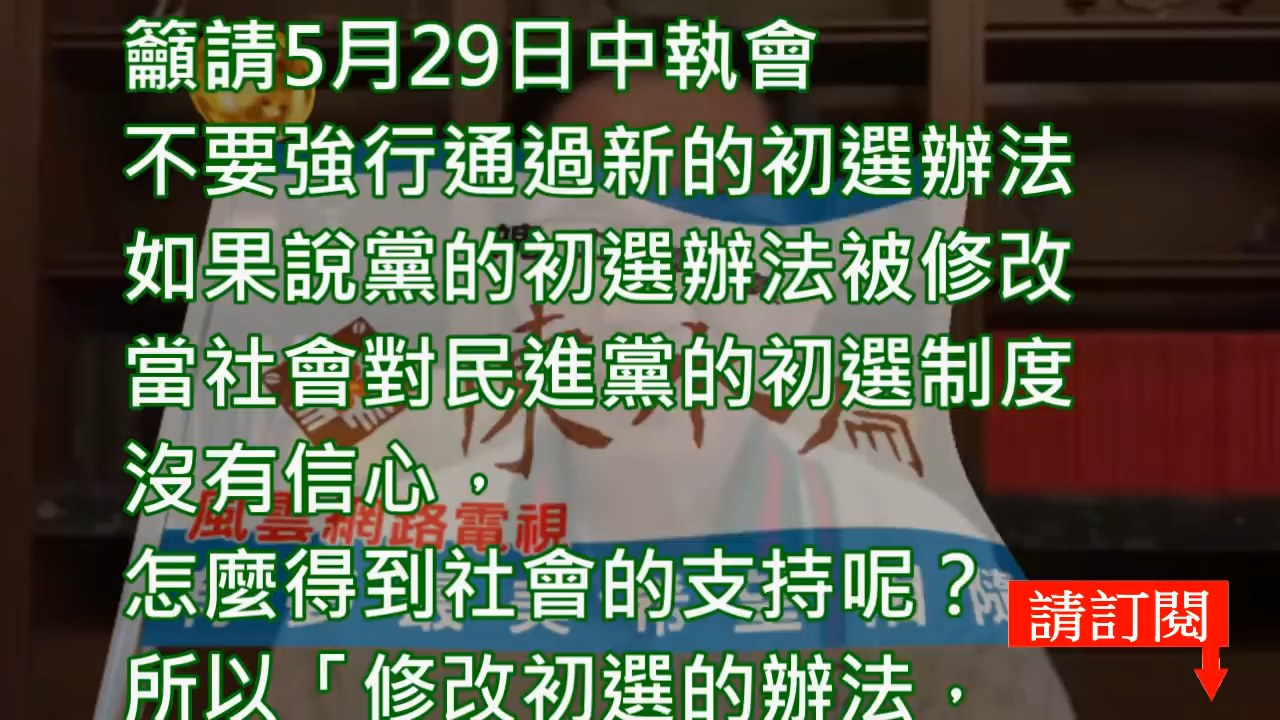 籲請5月29日中執會
不要強行通過新的初選辦法
如果說黨的初選辦法被修改
當社會對民進黨的初選制度
沒有信心，
風雲網路電視
怎麼得到社會的支持呢？
請訂閱
所以「修改初選的辦法，